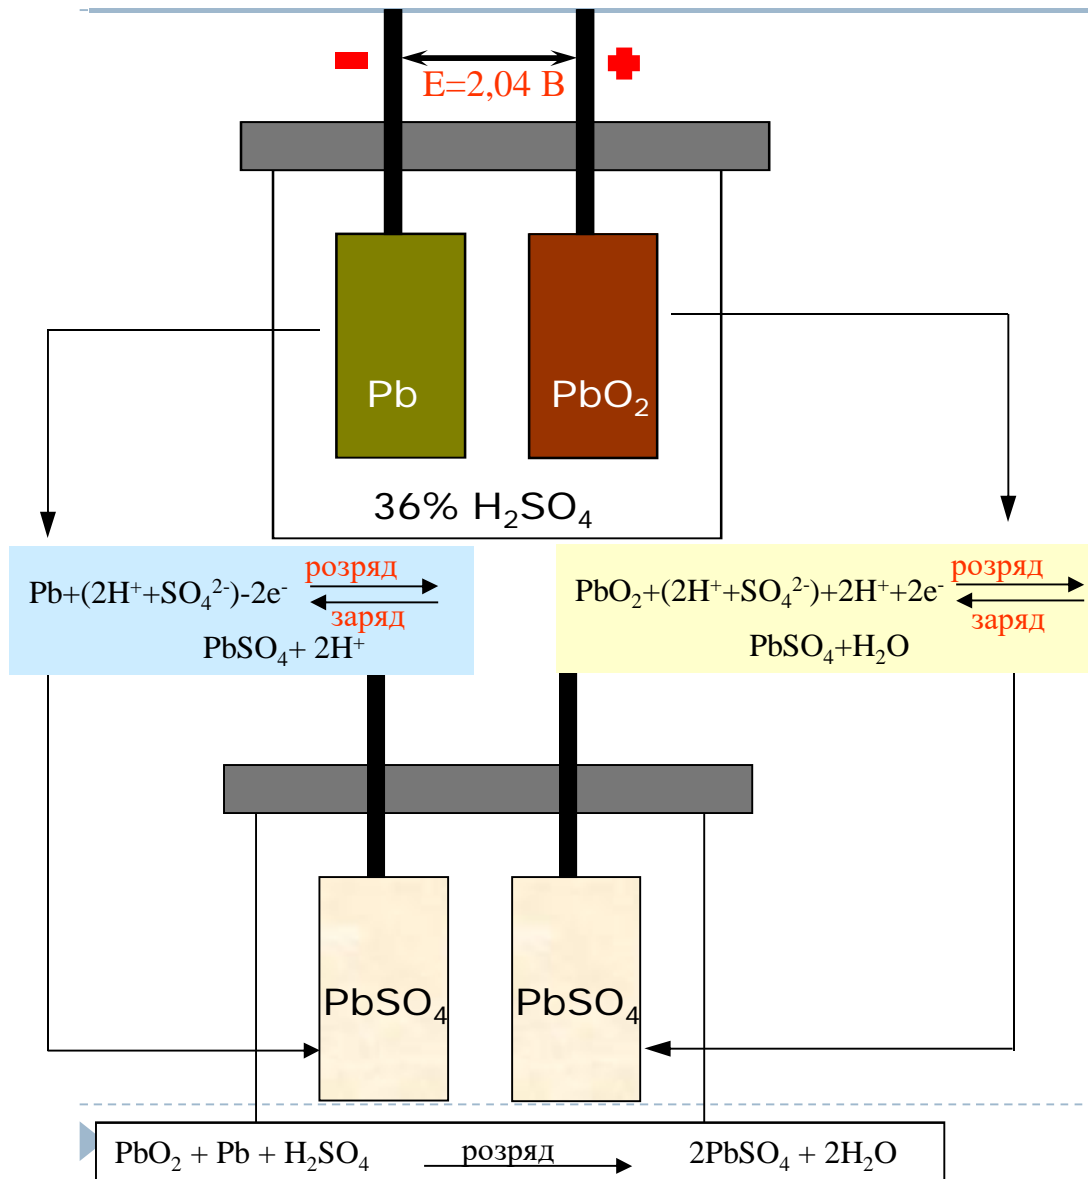 E=2,04 В
Pb
PbO₂
36% H₂SO₄
розряд
Pb+(2H⁺+SO₄²⁻)-2e⁻
заряд
PbSO₄+ 2H⁺
розряд
PbO₂+(2H⁺+SO₄²⁻)+2H⁺+2e⁻
заряд
PbSO₄+H₂O
PbSO₄
PbSO₄
PbO₂ + Pb + H₂SO₄ розряд 2PbSO₄ + 2H₂O